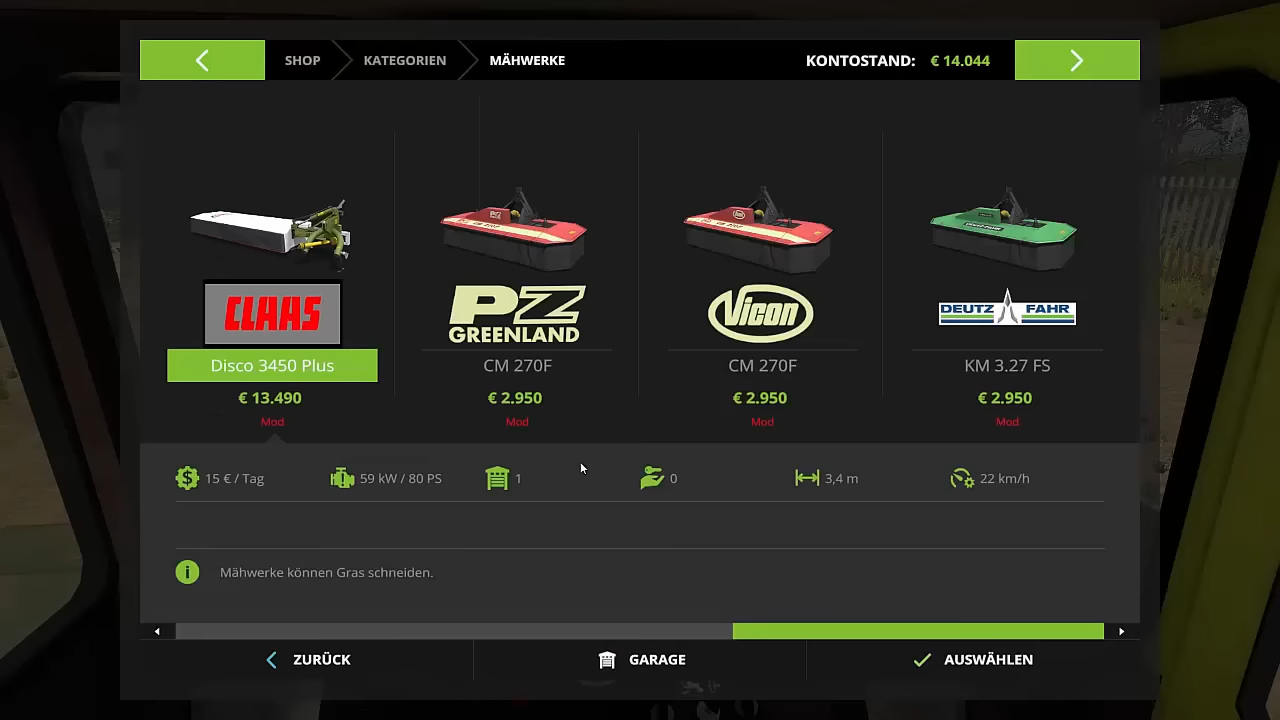 SHOP KATEGORIEN MÄHWERKE KONTOSTAND: € 14.044
CLAAS
PZ
GREENLAND
Vicon
DEUTZ FAHR
Disco 3450 Plus
CM 270F
CM 270F
KM 3.27 FS
€ 13.490
€ 2.950
€ 2.950
€ 2.950
Mod
Mod
Mod
Mod
15 € / Tag
59 kW / 80 PS
1
0
3,4 m
22 km/h
Mähwerke können Gras schneiden.
ZURÜCK
GARAGE
AUSWÄHLEN